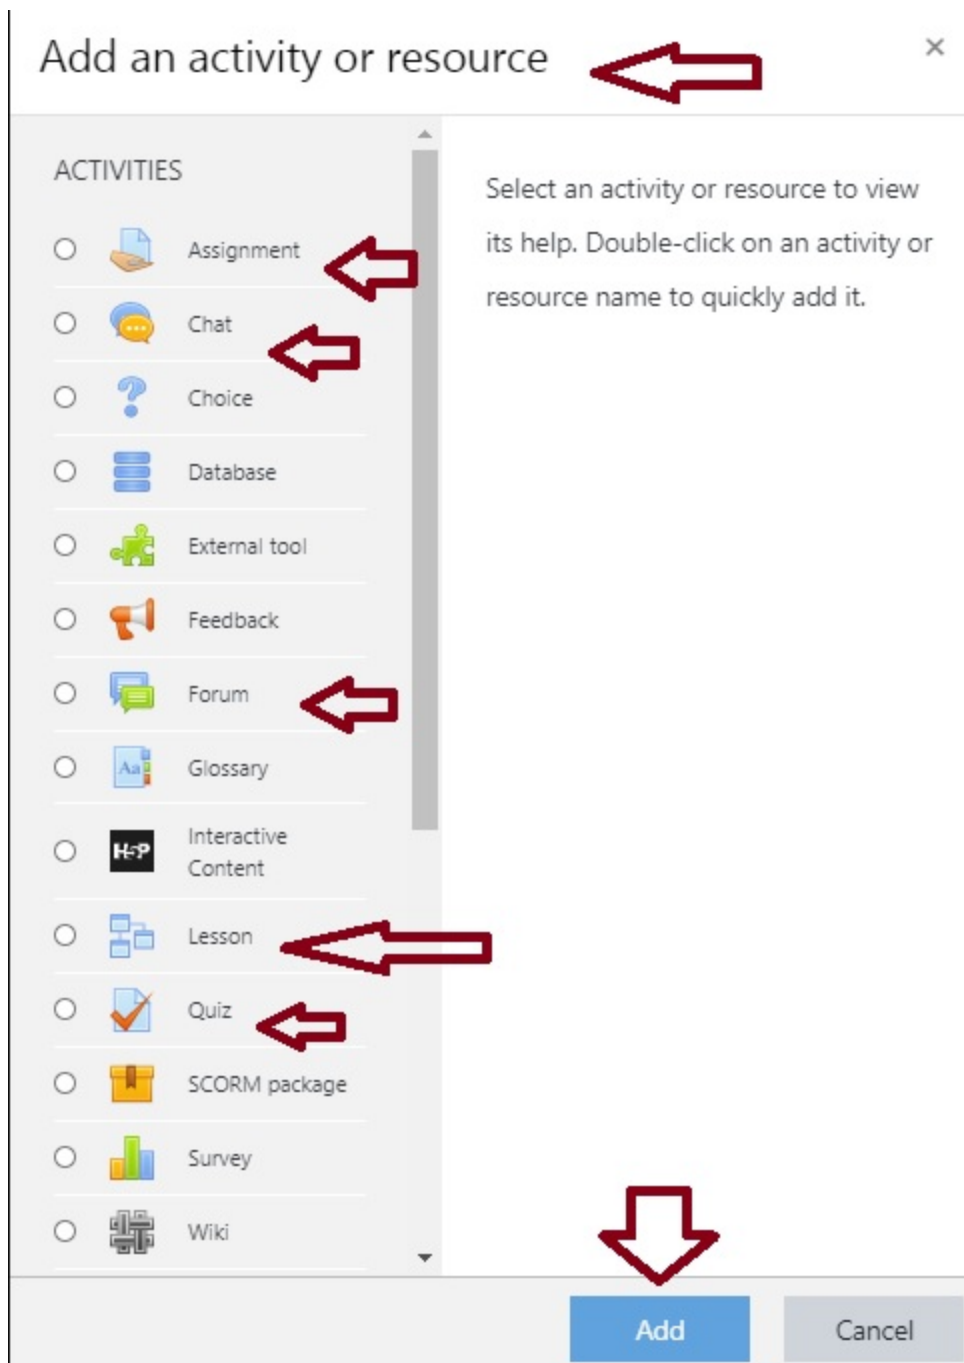 Add an activity or resource
×
ACTIVITIES
Assignment
Chat
Choice
Database
External tool
Feedback
Forum
Glossary
H5P
Interactive
Content
Lesson
Quiz
SCORM package
Survey
Wiki
Select an activity or resource to view
its help. Double-click on an activity or
resource name to quickly add it.
Add
Cancel